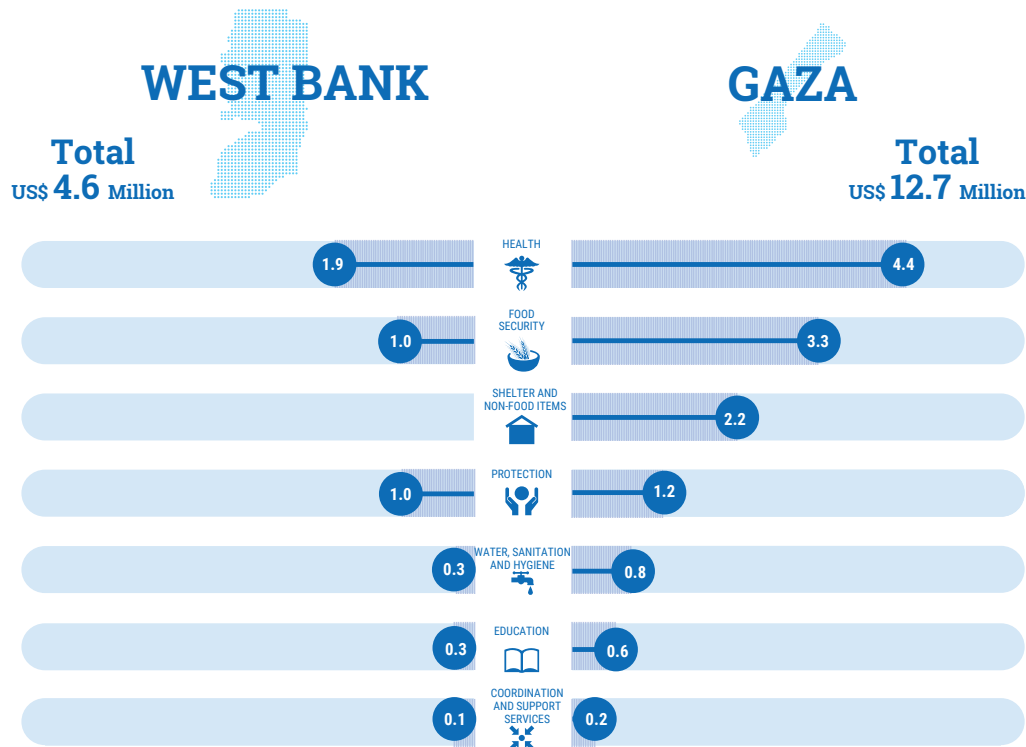 WEST BANK
GAZA
Total
US$ 4.6 Million
Total
US$ 12.7 Million
HEALTH
1.9
4.4
FOOD
SECURITY
1.0
3.3
SHELTER AND
NON-FOOD ITEMS
2.2
PROTECTION
1.0
1.2
WATER, SANITATION
AND HYGIENE
0.3
0.8
EDUCATION
0.3
0.6
COORDINATION
AND SUPPORT
SERVICES
0.1
0.2